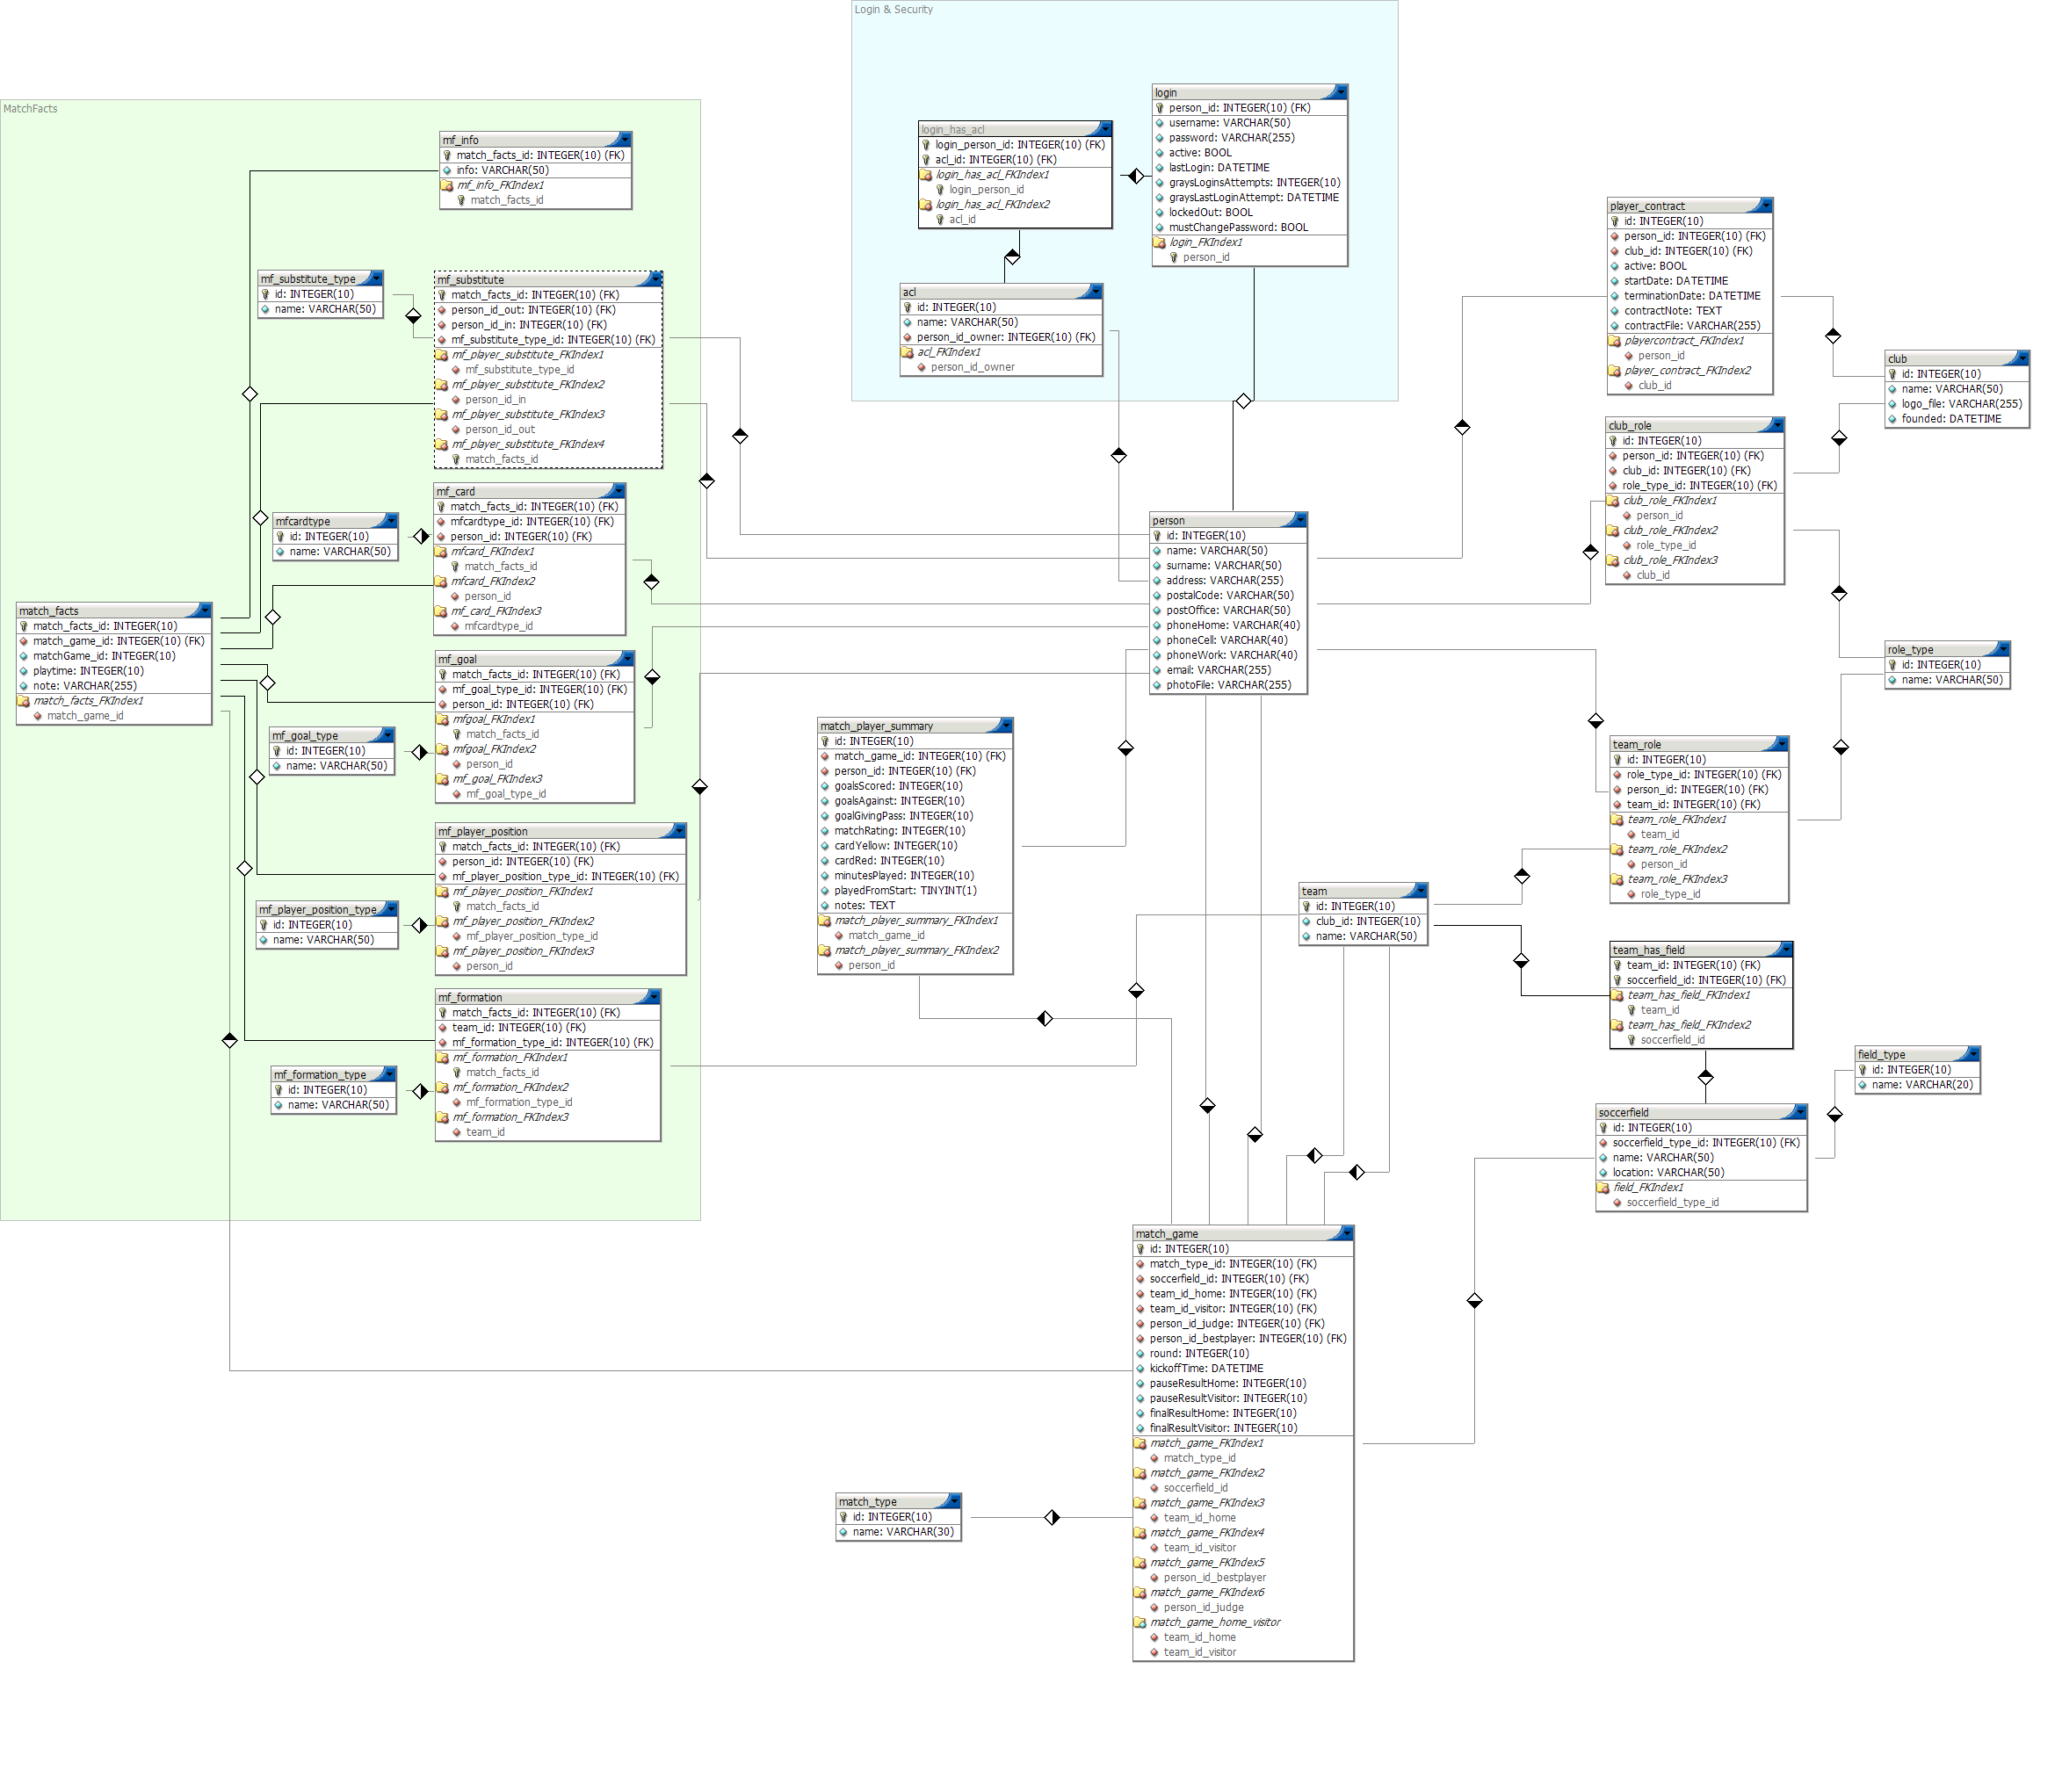 Login & Security
MatchFacts
mf_info
match_facts_id: INTEGER(10) (FK)
info: VARCHAR(50)
mf_info_FKIndex1
match_facts_id
mf_substitute_type
id: INTEGER(10)
name: VARCHAR(50)
mf_substitute
match_facts_id: INTEGER(10) (FK)
person_id_out: INTEGER(10) (FK)
person_id_in: INTEGER(10) (FK)
mf_substitute_type_id: INTEGER(10) (FK)
mf_player_substitute_FKIndex1
mf_substitute_type_id
mf_player_substitute_FKIndex2
person_id_in
mf_player_substitute_FKIndex3
person_id_out
mf_player_substitute_FKIndex4
match_facts_id
mfcardtype
id: INTEGER(10)
name: VARCHAR(50)
mf_card
match_facts_id: INTEGER(10) (FK)
mfcardtype_id: INTEGER(10) (FK)
person_id: INTEGER(10) (FK)
mfcard_FKIndex1
match_facts_id
mfcard_FKIndex2
person_id
mf_card_FKIndex3
mfcardtype_id
match_facts
match_facts_id: INTEGER(10)
match_game_id: INTEGER(10) (FK)
matchGame_id: INTEGER(10)
playtime: INTEGER(10)
note: VARCHAR(255)
match_facts_FKIndex1
match_game_id
mf_goal
match_facts_id: INTEGER(10) (FK)
mf_goal_type_id: INTEGER(10) (FK)
person_id: INTEGER(10) (FK)
mfgoal_FKIndex1
match_facts_id
mfgoal_FKIndex2
person_id
mf_goal_FKIndex3
mf_goal_type_id
mf_goal_type
id: INTEGER(10)
name: VARCHAR(50)
mf_player_position
match_facts_id: INTEGER(10) (FK)
person_id: INTEGER(10) (FK)
mf_player_position_type_id: INTEGER(10) (FK)
mf_player_position_FKIndex1
match_facts_id
mf_player_position_FKIndex2
mf_player_position_type_id
mf_player_position_FKIndex3
person_id
mf_player_position_type
id: INTEGER(10)
name: VARCHAR(50)
mf_formation
match_facts_id: INTEGER(10) (FK)
team_id: INTEGER(10) (FK)
mf_formation_type_id: INTEGER(10) (FK)
mf_formation_FKIndex1
match_facts_id
mf_formation_FKIndex2
mf_formation_type_id
mf_formation_FKIndex3
team_id
mf_formation_type
id: INTEGER(10)
name: VARCHAR(50)
login_has_acl
login_person_id: INTEGER(10) (FK)
acl_id: INTEGER(10) (FK)
login_has_acl_FKIndex1
login_person_id
login_has_acl_FKIndex2
acl_id
login
person_id: INTEGER(10) (FK)
username: VARCHAR(50)
password: VARCHAR(255)
active: BOOL
lastLogin: DATETIME
graysLoginsAttempts: INTEGER(10)
graysLastLoginAttempt: DATETIME
lockedOut: BOOL
mustChangePassword: BOOL
login_FKIndex1
person_id
acl
id: INTEGER(10)
name: VARCHAR(50)
person_id_owner: INTEGER(10) (FK)
acl_FKIndex1
person_id_owner
person
id: INTEGER(10)
name: VARCHAR(50)
surname: VARCHAR(50)
address: VARCHAR(255)
postalCode: VARCHAR(50)
postOffice: VARCHAR(50)
phoneHome: VARCHAR(40)
phoneCell: VARCHAR(40)
phoneWork: VARCHAR(40)
email: VARCHAR(255)
photoFile: VARCHAR(255)
match_player_summary
id: INTEGER(10)
match_game_id: INTEGER(10) (FK)
person_id: INTEGER(10) (FK)
goalsScored: INTEGER(10)
goalsAgainst: INTEGER(10)
goalGivingPass: INTEGER(10)
matchRating: INTEGER(10)
cardYellow: INTEGER(10)
cardRed: INTEGER(10)
minutesPlayed: INTEGER(10)
playedFromStart: TINYINT(1)
notes: TEXT
match_player_summary_FKIndex1
match_game_id
match_player_summary_FKIndex2
person_id
player_contract
id: INTEGER(10)
person_id: INTEGER(10) (FK)
club_id: INTEGER(10) (FK)
active: BOOL
startDate: DATETIME
terminationDate: DATETIME
contractNote: TEXT
contractFile: VARCHAR(255)
playercontract_FKIndex1
person_id
player_contract_FKIndex2
club_id
club
id: INTEGER(10)
name: VARCHAR(50)
logo_file: VARCHAR(255)
founded: DATETIME
club_role
id: INTEGER(10)
person_id: INTEGER(10) (FK)
club_id: INTEGER(10) (FK)
role_type_id: INTEGER(10) (FK)
club_role_FKIndex1
person_id
club_role_FKIndex2
role_type_id
club_role_FKIndex3
club_id
role_type
id: INTEGER(10)
name: VARCHAR(50)
team_role
id: INTEGER(10)
role_type_id: INTEGER(10) (FK)
person_id: INTEGER(10) (FK)
team_id: INTEGER(10) (FK)
team_role_FKIndex1
team_id
team_role_FKIndex2
person_id
team_role_FKIndex3
role_type_id
team
id: INTEGER(10)
club_id: INTEGER(10)
name: VARCHAR(50)
team_has_field
team_id: INTEGER(10) (FK)
soccerfield_id: INTEGER(10) (FK)
team_has_field_FKIndex1
team_id
team_has_field_FKIndex2
soccerfield_id
field_type
id: INTEGER(10)
name: VARCHAR(20)
soccerfield
id: INTEGER(10)
soccerfield_type_id: INTEGER(10) (FK)
name: VARCHAR(50)
location: VARCHAR(50)
field_FKIndex1
soccerfield_type_id
match_game
id: INTEGER(10)
match_type_id: INTEGER(10) (FK)
soccerfield_id: INTEGER(10) (FK)
team_id_home: INTEGER(10) (FK)
team_id_visitor: INTEGER(10) (FK)
person_id_judge: INTEGER(10) (FK)
person_id_bestplayer: INTEGER(10) (FK)
round: INTEGER(10)
kickoffTime: DATETIME
pauseResultHome: INTEGER(10)
pauseResultVisitor: INTEGER(10)
finalResultHome: INTEGER(10)
finalResultVisitor: INTEGER(10)
match_game_FKIndex1
match_type_id
match_game_FKIndex2
soccerfield_id
match_game_FKIndex3
team_id_home
match_game_FKIndex4
team_id_visitor
match_game_FKIndex5
person_id_bestplayer
match_game_FKIndex6
person_id_judge
match_game_home_visitor
team_id_home
team_id_visitor
match_type
id: INTEGER(10)
name: VARCHAR(30)